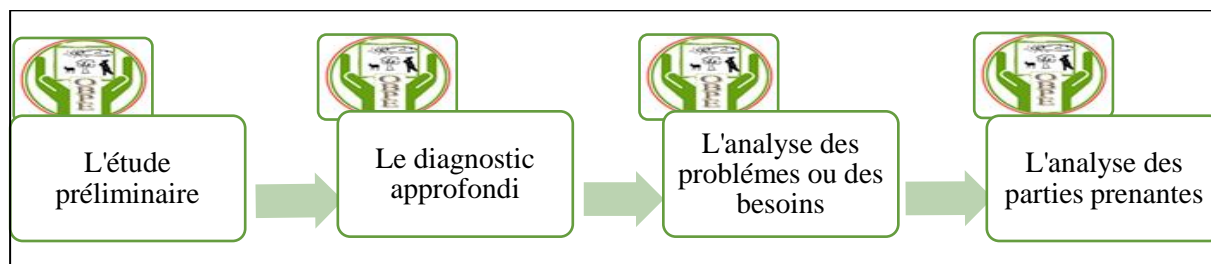 L'étude
préliminaire
Le diagnostic
approfondi
L'analyse des
problémes ou des
besoins
L'analyse des
parties prenantes